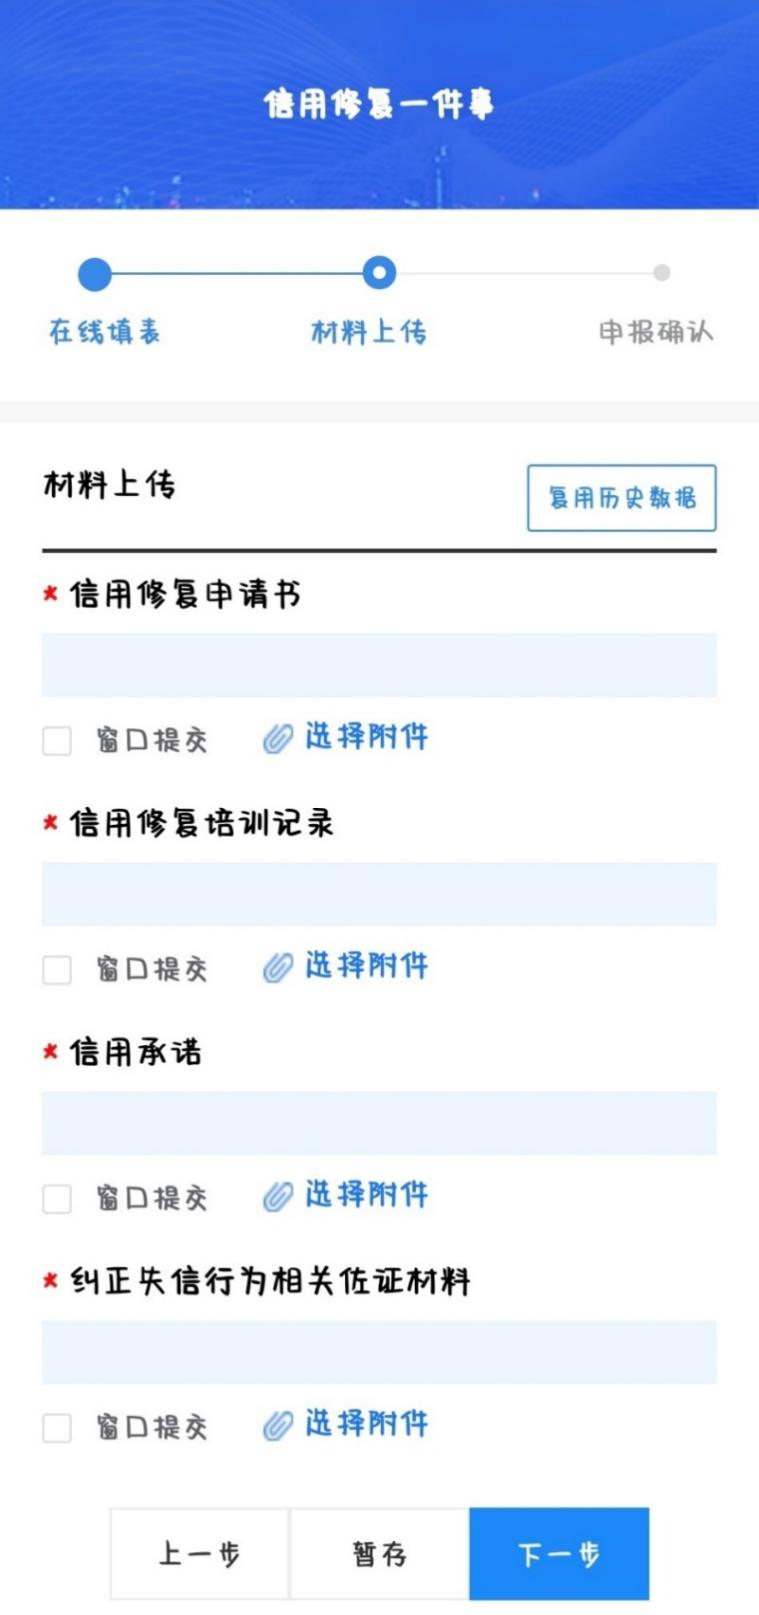 信用修复一件事
在线填表 材料上传 申报确认
材料上传 复用历史数据
* 信用修复申请书
窗口提交 选择附件
* 信用修复培训记录
窗口提交 选择附件
* 信用承诺
窗口提交 选择附件
* 纠正失信行为相关佐证材料
窗口提交 选择附件
上一步 暂存 下一步